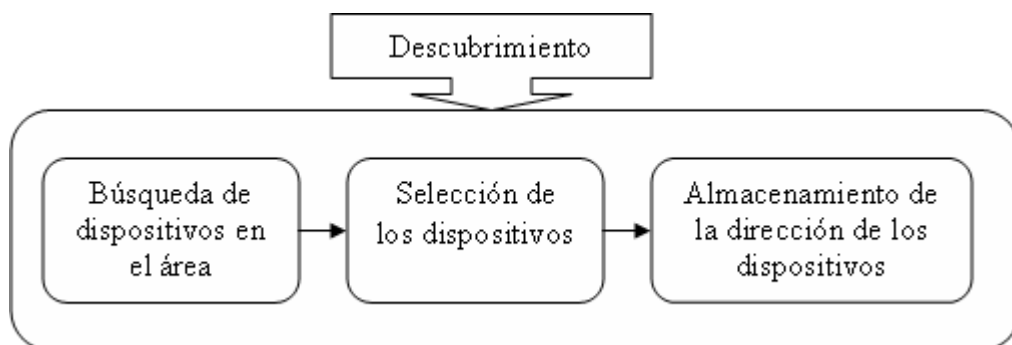 Descubrimiento
Búsqueda de
dispositivos en
el área
Selección de
los dispositivos
Almacenamiento de
la dirección de los
dispositivos